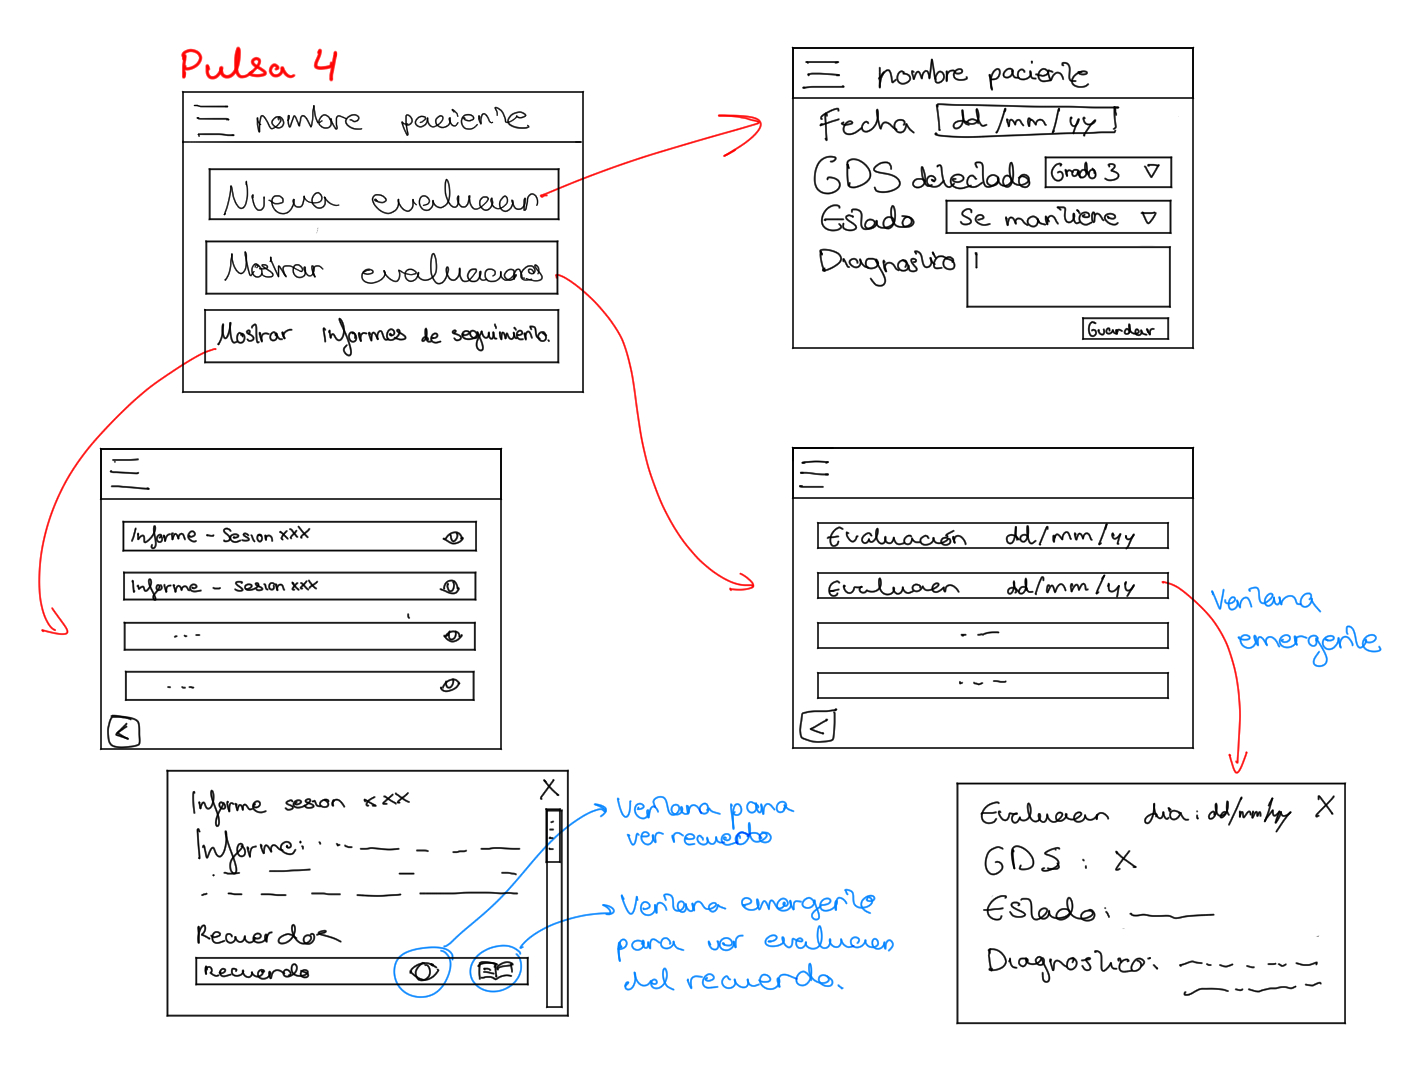 Pulsa 4
nombre paciente
Nueva evaluacion
Mostrar evaluaciones
Mostrar Informes de seguimiento.
nombre paciente
Fecha dd/mm/yy
GDS detectado Grado 3
Estado Se mantiene
Diagnostico
Guardar
Informe - Sesion xxx
Informe - Sesion xxx
...
...
<
Evaluación dd/mm/yy
Evaluacion dd/mm/yy
...
...
<
Ventana
emergente
Informe sesion xxx X
Informe:
Recuerdos
Recuerdo
Ventana para
ver recuerdo
Ventana emergente
para ver evaluacion
del recuerdo.
Evaluacion dia: dd/mm/yy X
GDS: X
Estado:
Diagnostico: